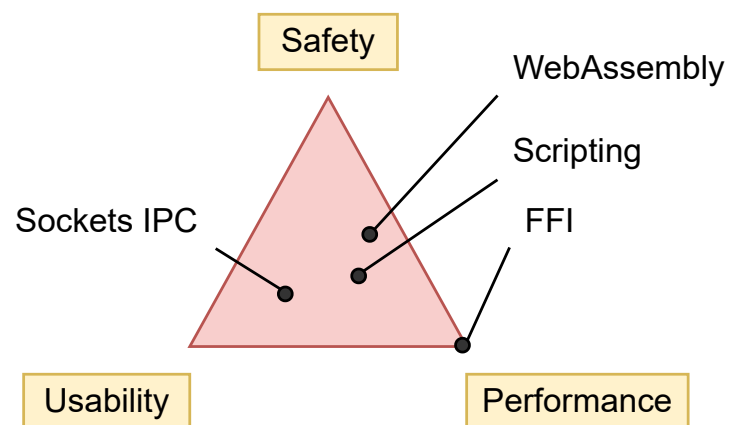 Safety
WebAssembly
Scripting
Sockets IPC
FFI
Usability
Performance